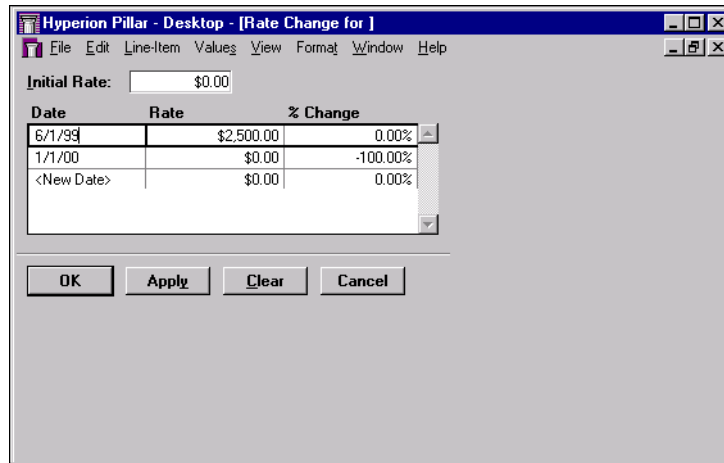 Hyperion Pillar - Desktop - [Rate Change for ]
File Edit Line-Item Values View Format Window Help
Initial Rate: $0.00
Date Rate % Change
6/1/99 $2,500.00 0.00%
1/1/00 $0.00 -100.00%
<New Date> $0.00 0.00%
OK Apply Clear Cancel